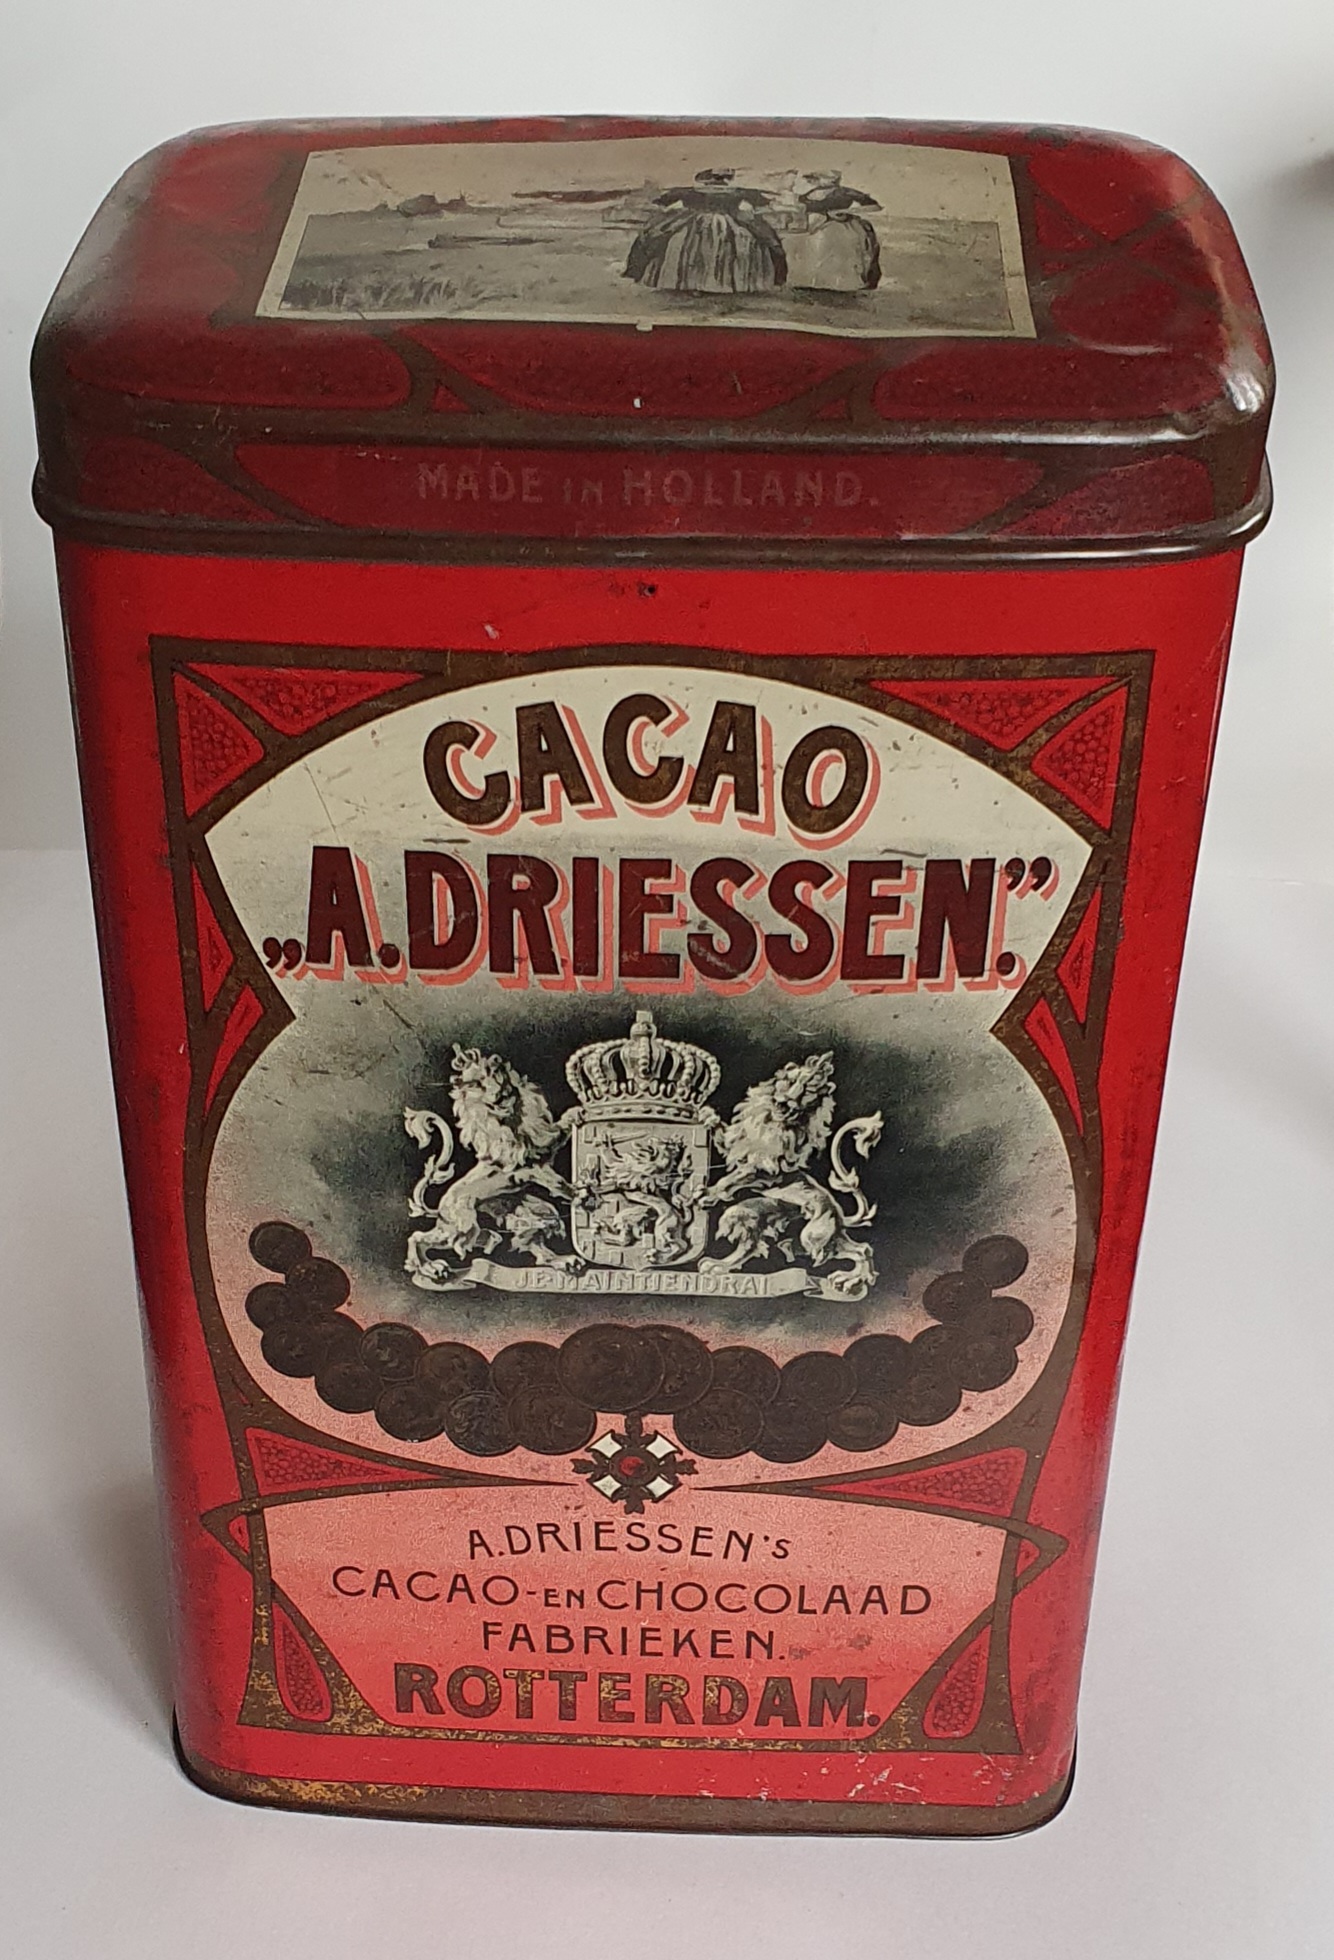 MADE IN HOLLAND.
CACAO
„A.DRIESSEN.”
JE·MAINTIENDRAI
A.DRIESSEN's
CACAO-EN CHOCOLAAD
FABRIEKEN.
ROTTERDAM.